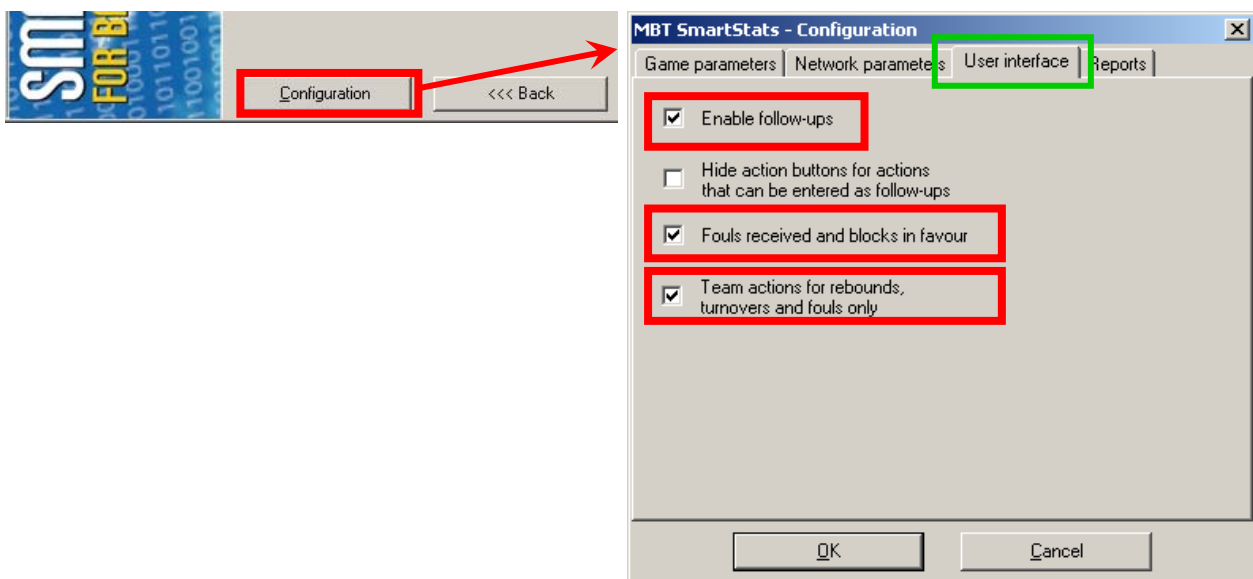 Configuration
<<< Back
MBT SmartStats - Configuration
Game parameters
Network parameters
User interface
Reports
Enable follow-ups
Hide action buttons for actions
that can be entered as follow-ups
Fouls received and blocks in favour
Team actions for rebounds,
turnovers and fouls only
OK
Cancel